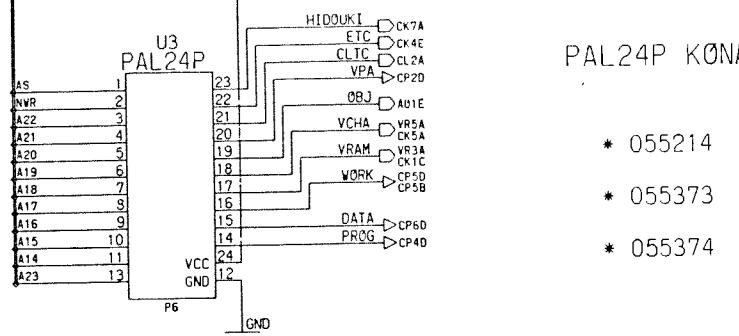 HIDOUKI CK7A
ETC CK4E
CLTC CL2A
VPA CP2D
OBJ AU1E
VCHA VR5A
CK5A
VRAM VR3A
CK1C
WORK CP5D
CP5B
DATA CP6D
PROG CP4D
U3
PAL24P
AS 1 23
NWR 2 22
A22 3 21
A21 4 20
A20 5 19
A19 6 18
A18 7 17
A17 8 16
A16 9 15
A15 10 14
A14 11 VCC 24
A23 13 GND 12
P6
GND
PAL24P KONA
* 055214
* 055373
* 055374